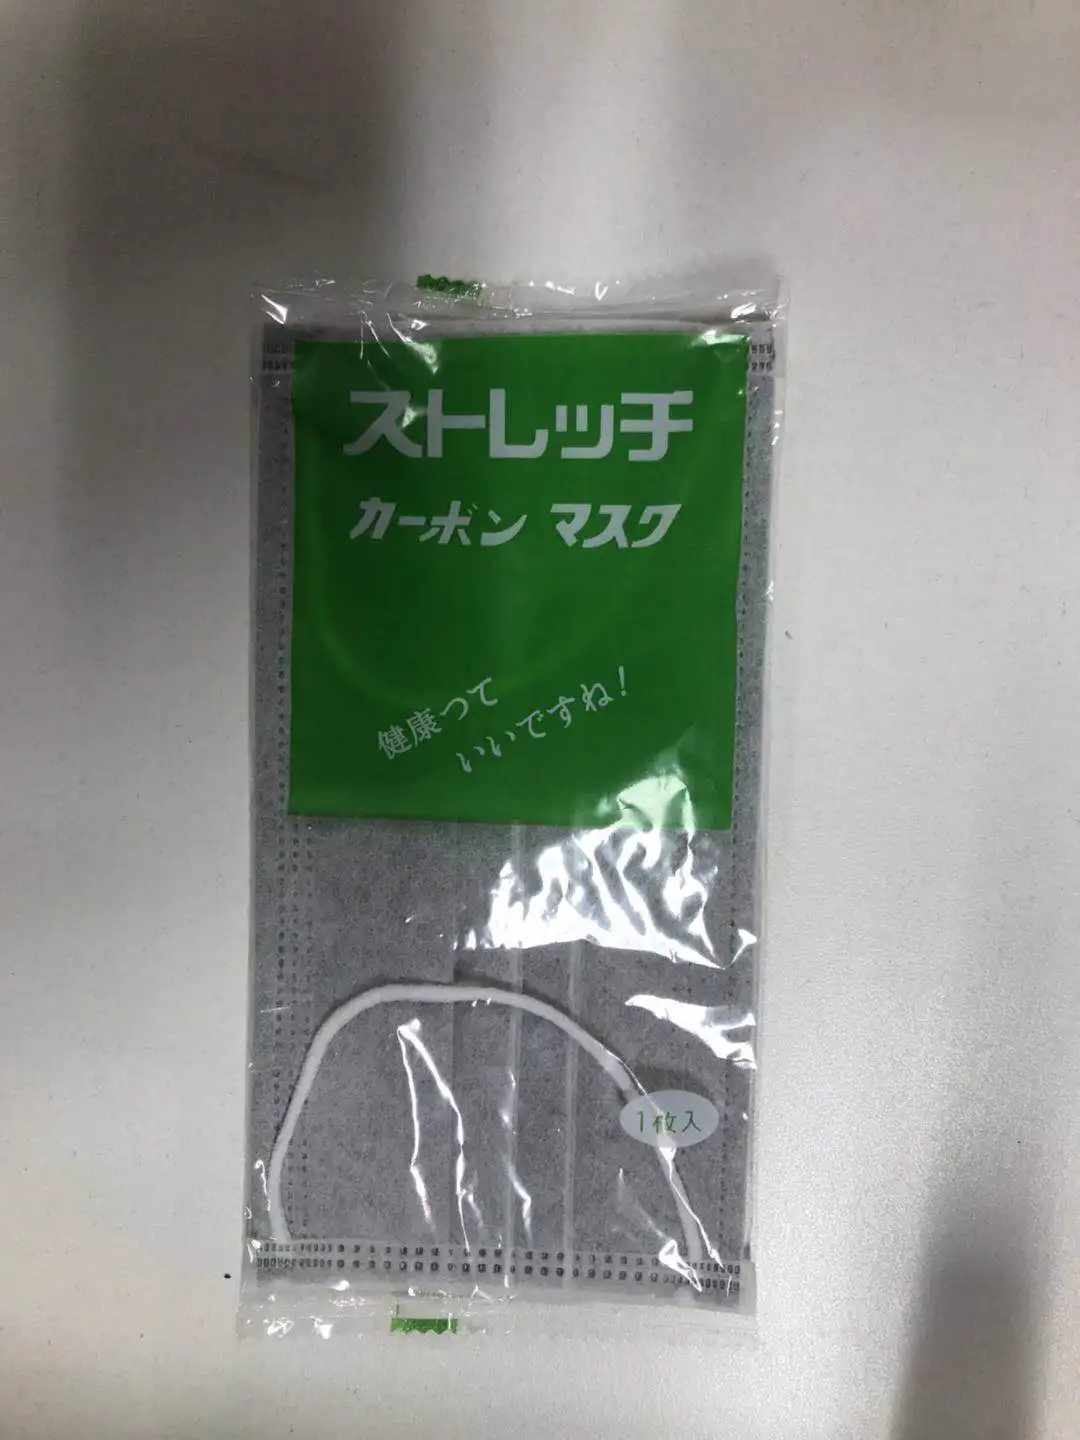 ストレッチ
カーボン マスク
健康って
いいですね!
1枚入